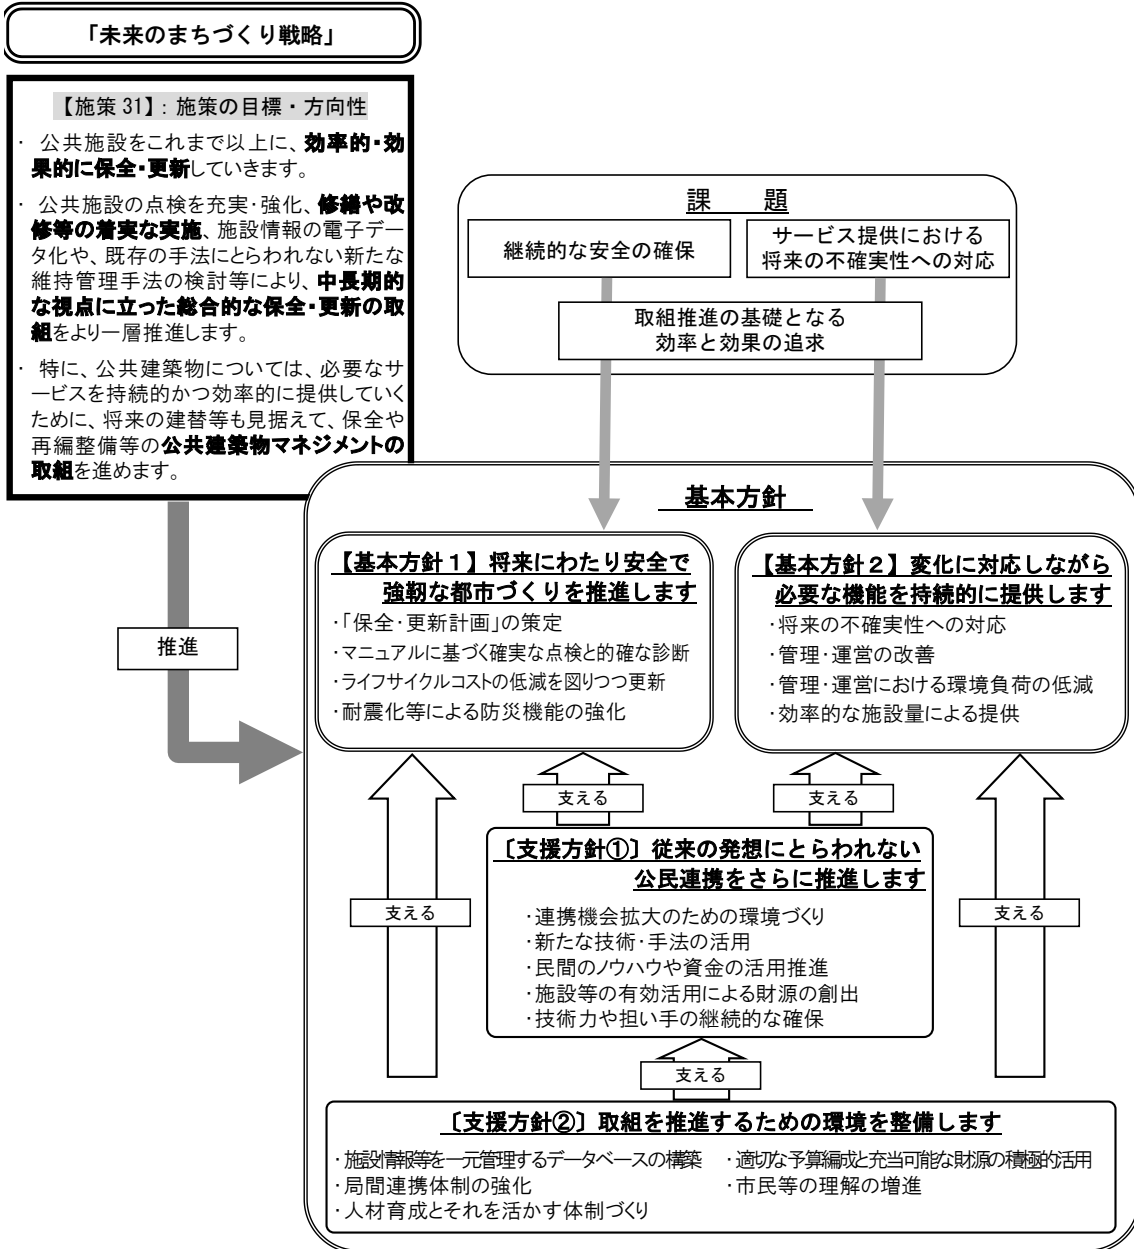 「未来のまちづくり戦略」
【施策 31】：施策の目標・方向性
・ 公共施設をこれまで以上に、効率的・効
果的に保全・更新していきます。
・ 公共施設の点検を充実・強化、修繕や改
修等の着実な実施、施設情報の電子デー
タ化や、既存の手法にとらわれない新たな
維持管理手法の検討等により、中長期的
な視点に立った総合的な保全・更新の取
組をより一層推進します。
・ 特に、公共建築物については、必要なサ
ービスを持続的かつ効率的に提供していく
ために、将来の建替等も見据えて、保全や
再編整備等の公共建築物マネジメントの
取組を進めます。
課　題
継続的な安全の確保
サービス提供における
将来の不確実性への対応
取組推進の基礎となる
効率と効果の追求
推進
基本方針
【基本方針１】将来にわたり安全で
強靭な都市づくりを推進します
・「保全・更新計画」の策定
・マニュアルに基づく確実な点検と的確な診断
・ライフサイクルコストの低減を図りつつ更新
・耐震化等による防災機能の強化
【基本方針２】変化に対応しながら
必要な機能を持続的に提供します
・将来の不確実性への対応
・管理・運営の改善
・管理・運営における環境負荷の低減
・効率的な施設量による提供
支える
支える
〔支援方針①〕従来の発想にとらわれない
公民連携をさらに推進します
・連携機会拡大のための環境づくり
・新たな技術・手法の活用
・民間のノウハウや資金の活用推進
・施設等の有効活用による財源の創出
・技術力や担い手の継続的な確保
支える
支える
支える
〔支援方針②〕取組を推進するための環境を整備します
・施設情報等を一元管理するデータベースの構築
・局間連携体制の強化
・人材育成とそれを活かす体制づくり
・適切な予算編成と充当可能な財源の積極的活用
・市民等の理解の増進